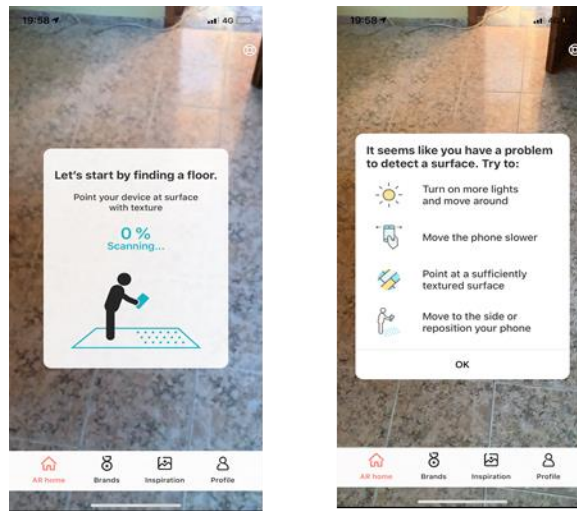 19:58
4G
Let's start by finding a floor.
Point your device at surface
with texture
0 %
Scanning...
AR home
Brands
Inspiration
Profile
19:58
4G
It seems like you have a problem
to detect a surface. Try to:
Turn on more lights
and move around
Move the phone slower
Point at a sufficiently
textured surface
Move to the side or
reposition your phone
OK
AR home
Brands
Inspiration
Profile